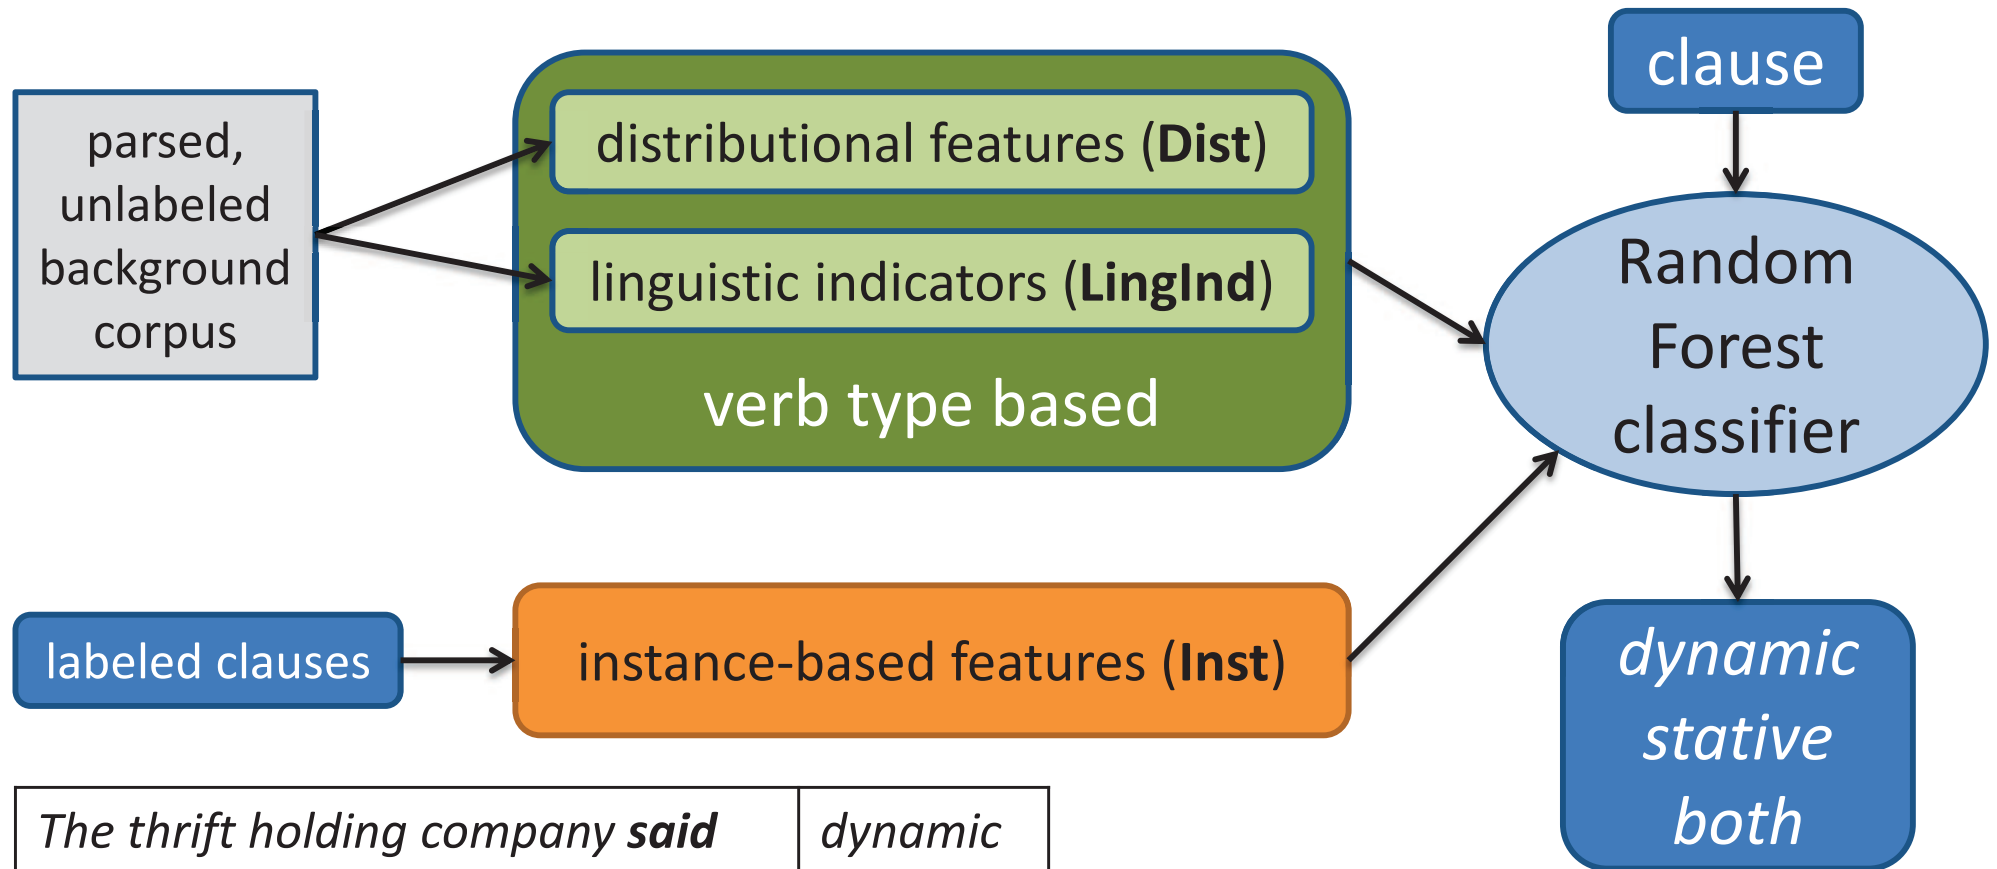 parsed,
unlabeled
background
corpus
distributional features (Dist)
linguistic indicators (LingInd)
verb type based
clause
Random
Forest
classifier
labeled clauses
instance-based features (Inst)
dynamic
stative
both
The thrift holding company said
dynamic